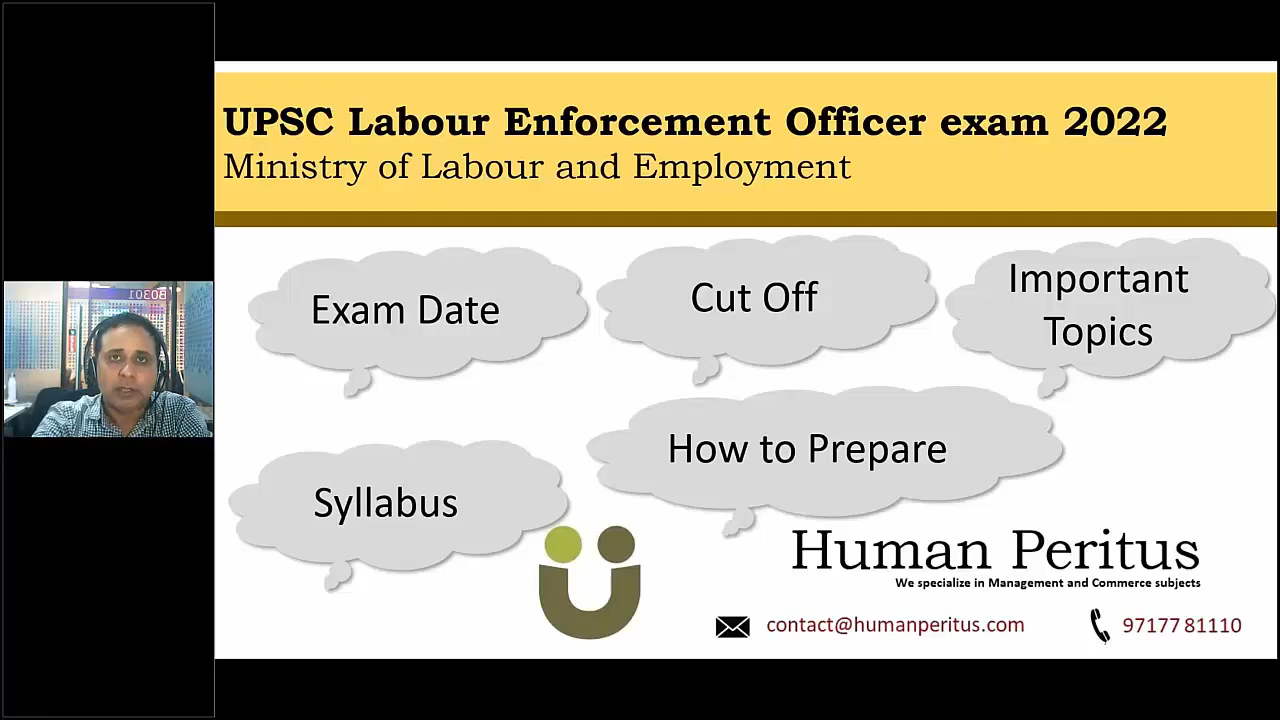 UPSC Labour Enforcement Officer exam 2022
Ministry of Labour and Employment
Exam Date
Cut Off
Important
Topics
How to Prepare
Syllabus
Human Peritus
We specialize in Management and Commerce subjects
contact@humanperitus.com
97177 81110
B0301